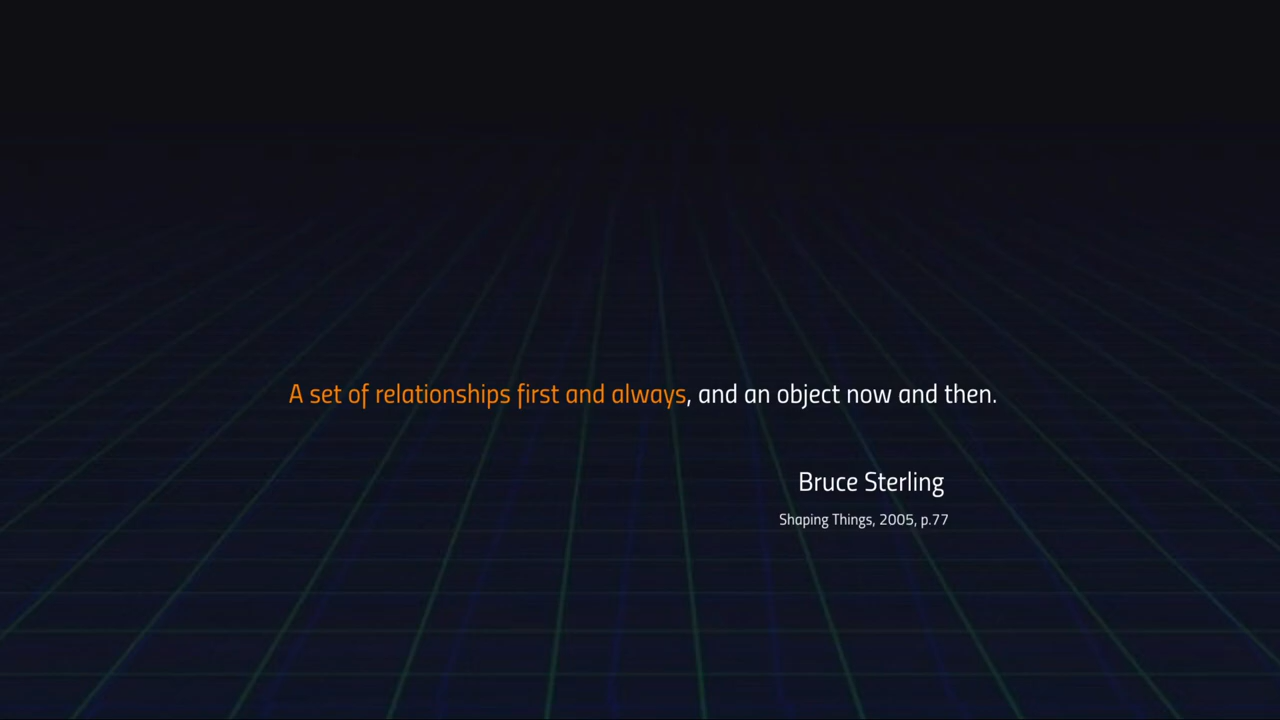 A set of relationships first and always, and an object now and then.
Bruce Sterling
Shaping Things, 2005, p.77